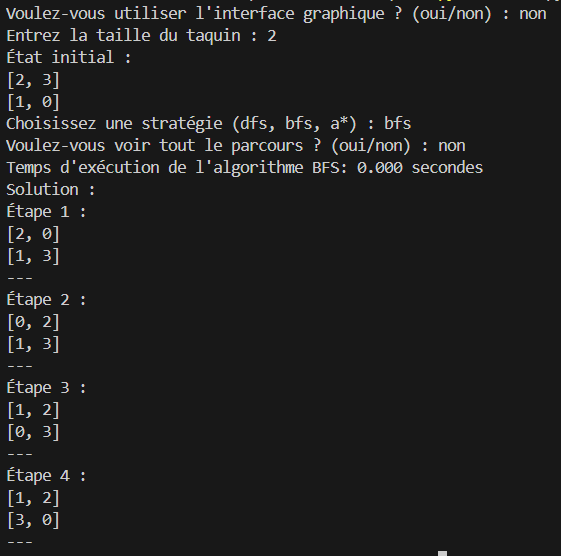 Voulez-vous utiliser l'interface graphique ? (oui/non) : non
Entrez la taille du taquin : 2
État initial :
[2, 3]
[1, 0]
Choisissez une stratégie (dfs, bfs, a*) : bfs
Voulez-vous voir tout le parcours ? (oui/non) : non
Temps d'exécution de l'algorithme BFS: 0.000 secondes
Solution :
Étape 1 :
[2, 0]
[1, 3]
---
Étape 2 :
[0, 2]
[1, 3]
---
Étape 3 :
[1, 2]
[0, 3]
---
Étape 4 :
[1, 2]
[3, 0]
---